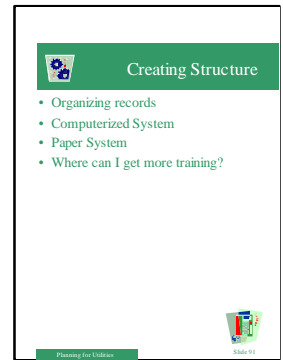 Creating Structure
• Organizing records
• Computerized System
• Paper System
• Where can I get more training?
Planning for Utilities
Slide 91